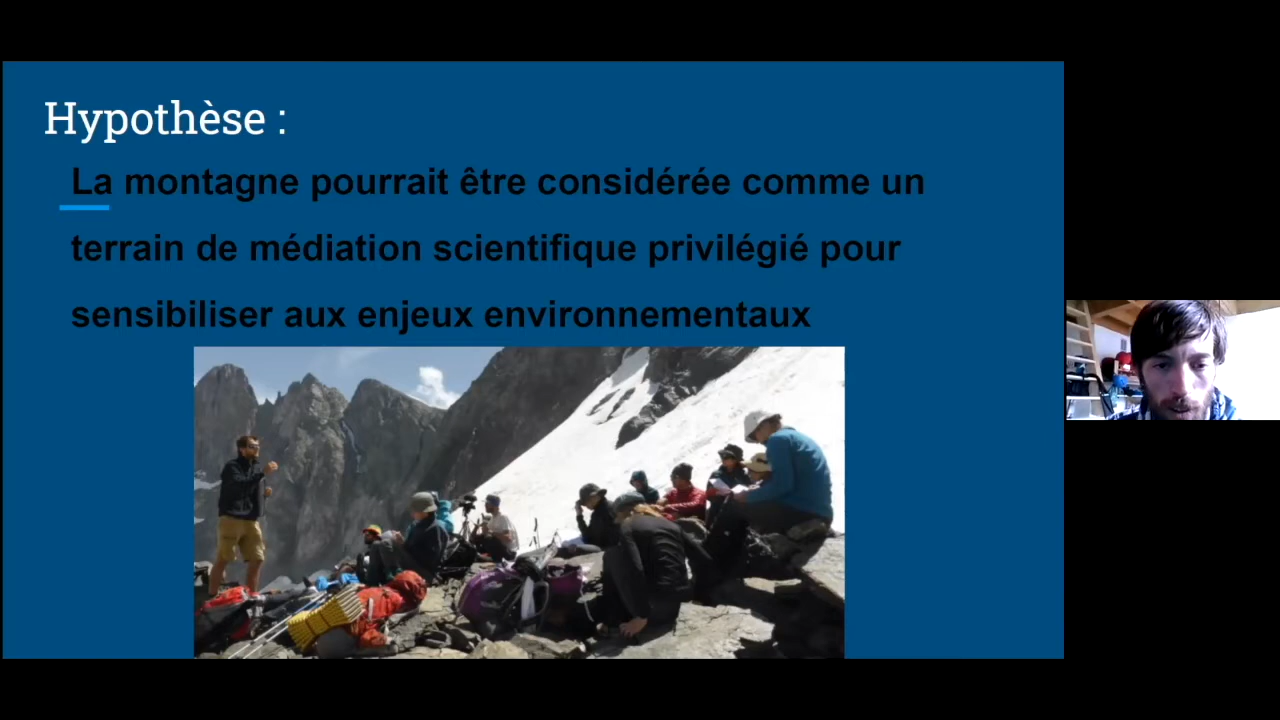 Hypothèse :
La montagne pourrait être considérée comme un
terrain de médiation scientifique privilégié pour
sensibiliser aux enjeux environnementaux